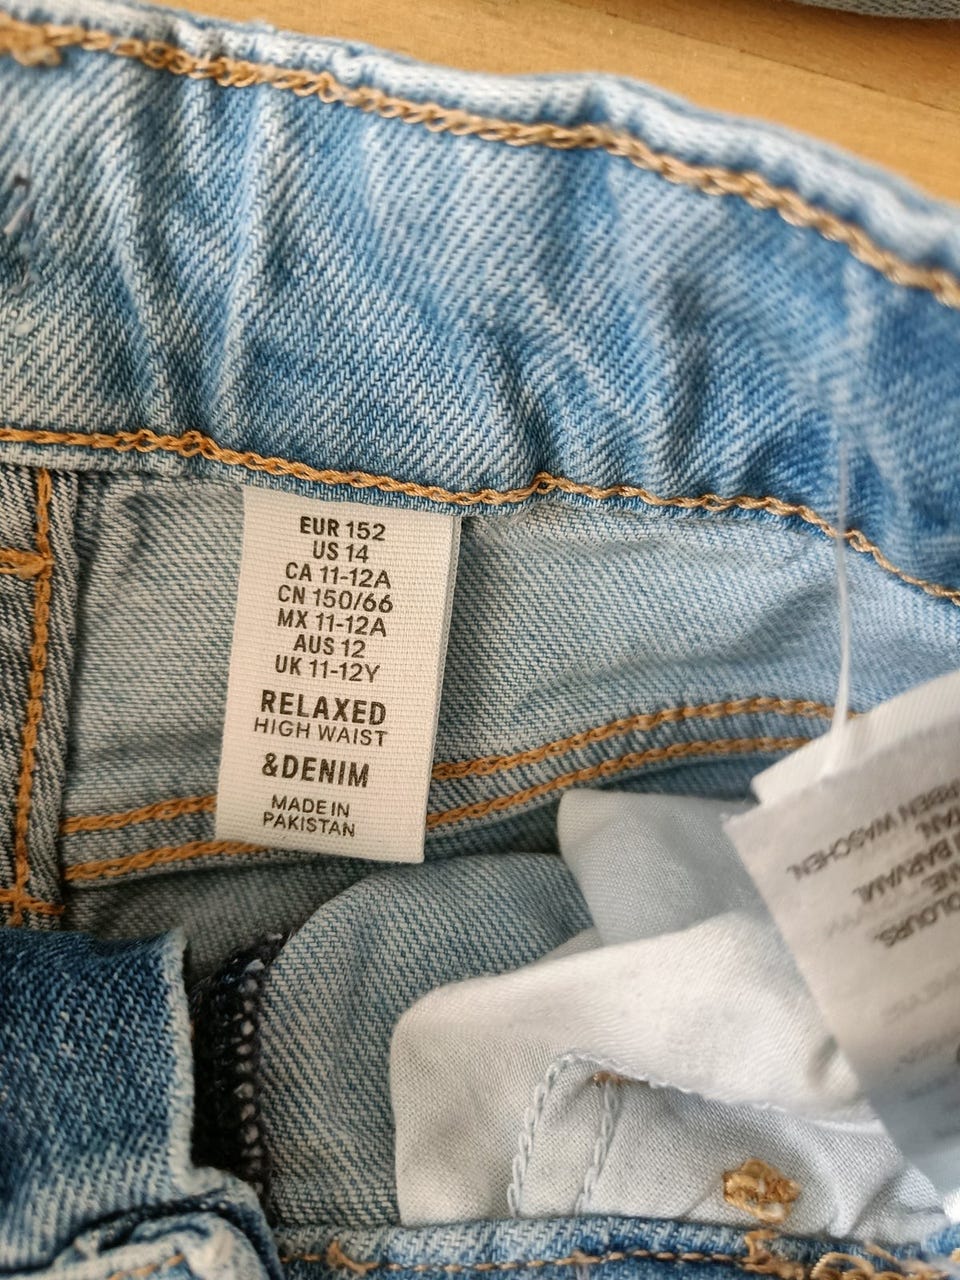 EUR 152
US 14
CA 11-12A
CN 150/66
MX 11-12A
AUS 12
UK 11-12Y
RELAXED
HIGH WAIST
&DENIM
MADE IN
PAKISTAN
WASCHEN.